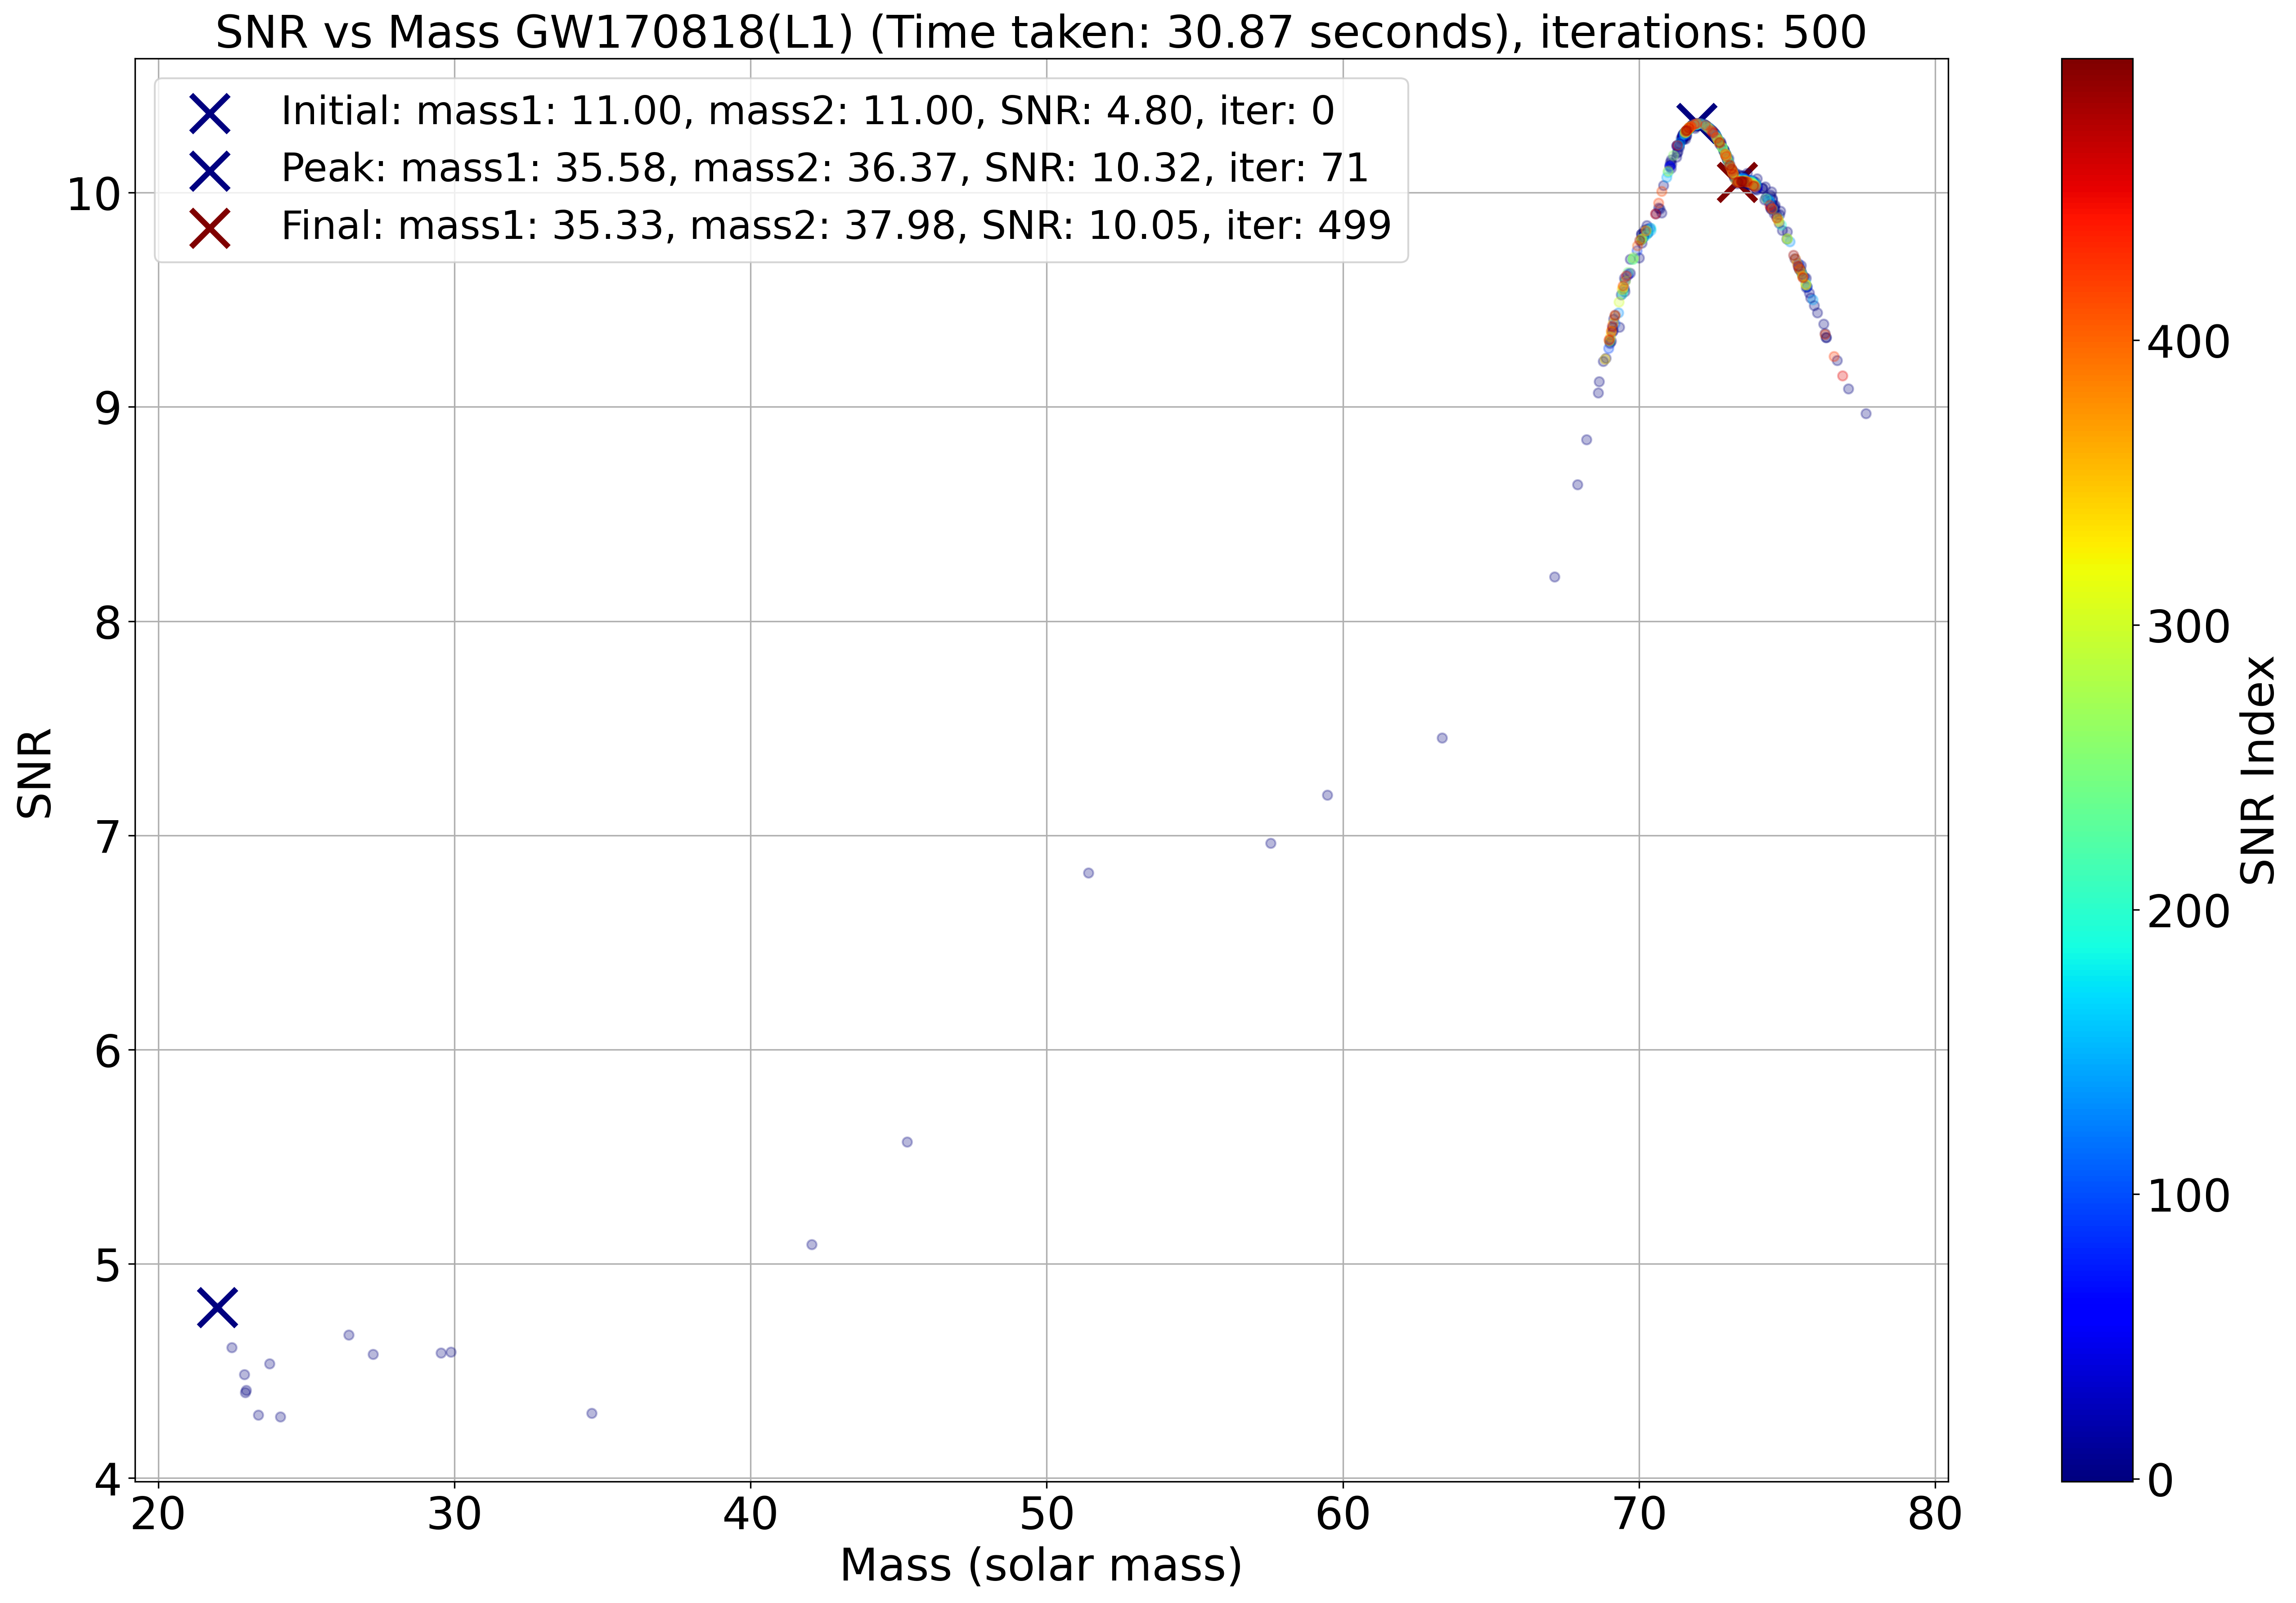 SNR vs Mass GW170818(L1) (Time taken: 30.87 seconds), iterations: 500
Initial: mass1: 11.00, mass2: 11.00, SNR: 4.80, iter: 0
Peak: mass1: 35.58, mass2: 36.37, SNR: 10.32, iter: 71
Final: mass1: 35.33, mass2: 37.98, SNR: 10.05, iter: 499
10
9
8
7
6
5
4
SNR
20 30 40 50 60 70 80
Mass (solar mass)
400
300
200
100
0
SNR Index